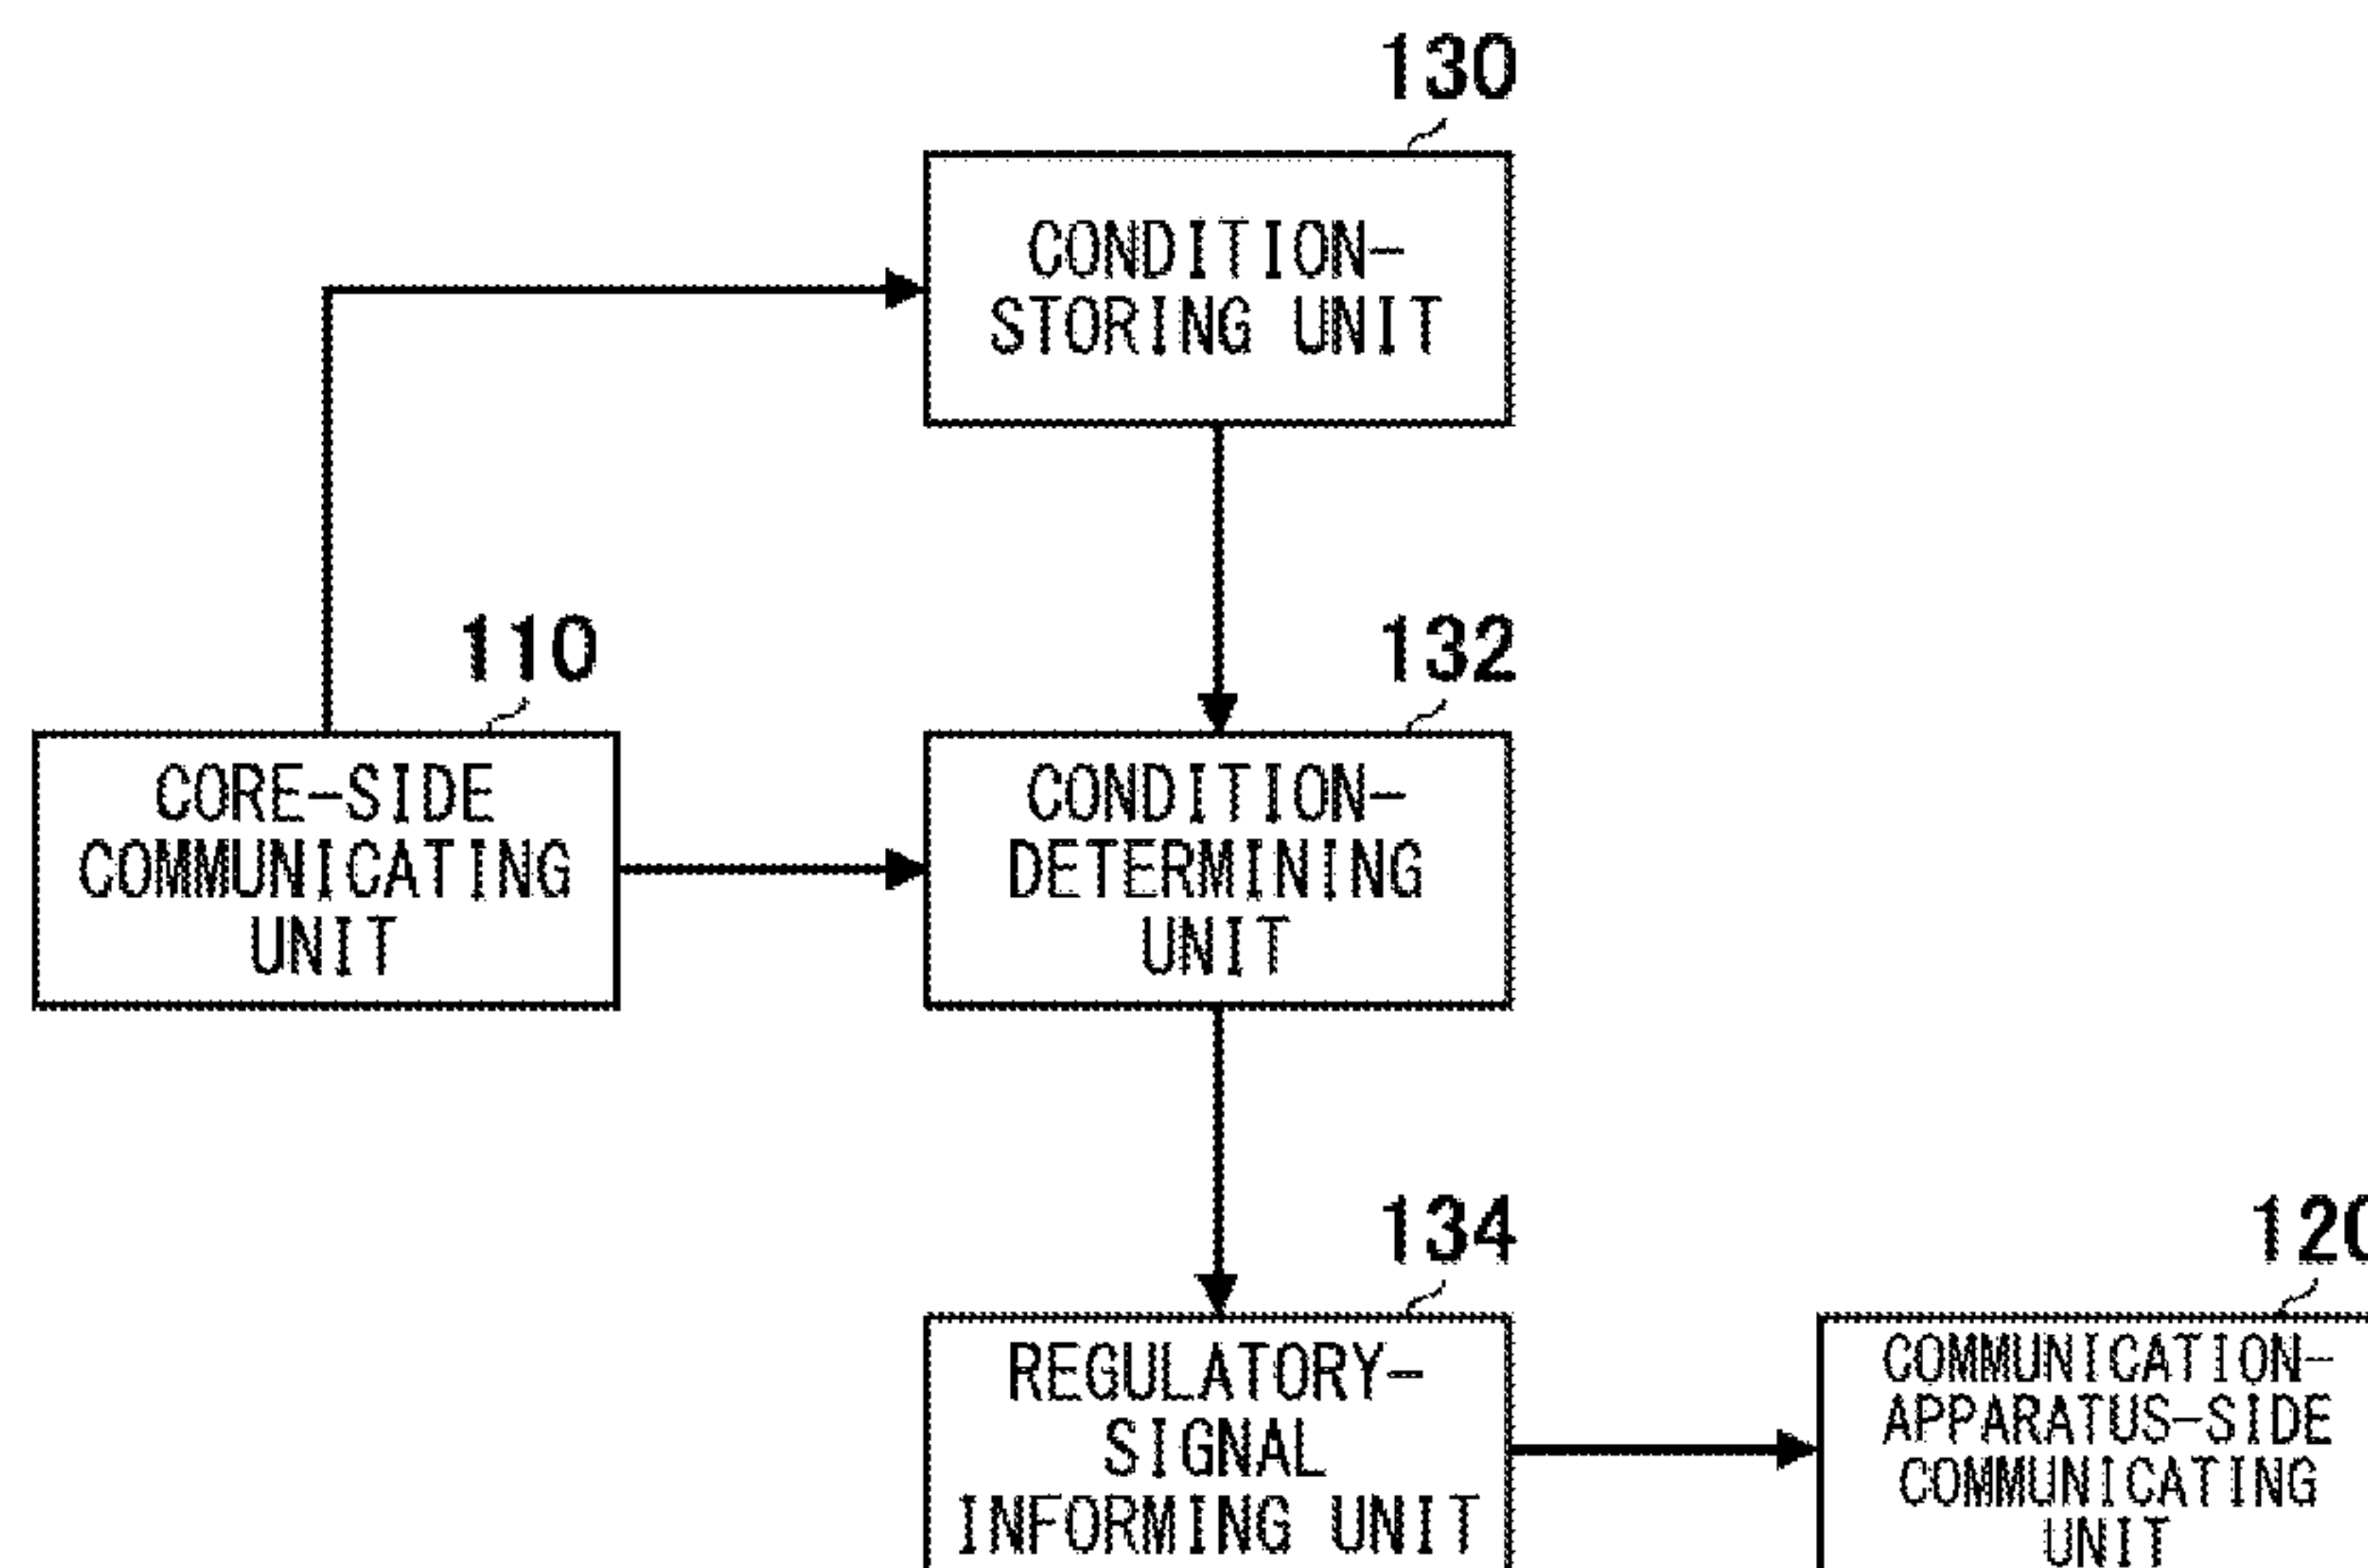 130
CONDITION-
STORING UNIT
110
CORE-SIDE
COMMUNICATING
UNIT
132
CONDITION-
DETERMINING
UNIT
134
REGULATORY-
SIGNAL
INFORMING UNIT
120
COMMUNICATION-
APPARATUS-SIDE
COMMUNICATING
UNIT